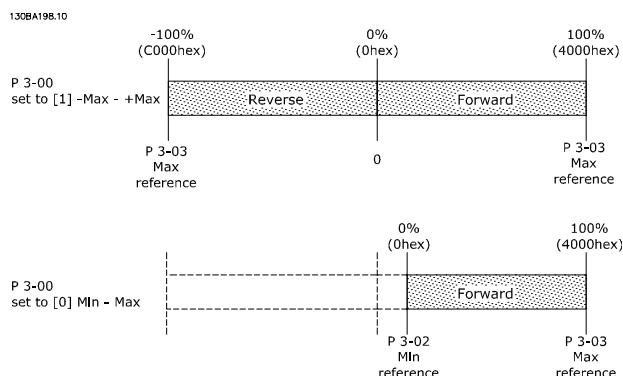 130BA198.10
-100%
(C000hex)
0%
(0hex)
100%
(4000hex)
P 3-00
set to [1] -Max - +Max
Reverse
Forward
P 3-03
Max
reference
0
P 3-03
Max
reference
0%
(0hex)
100%
(4000hex)
P 3-00
set to [0] MIn - Max
Forward
P 3-02
MIn
reference
P 3-03
Max
reference